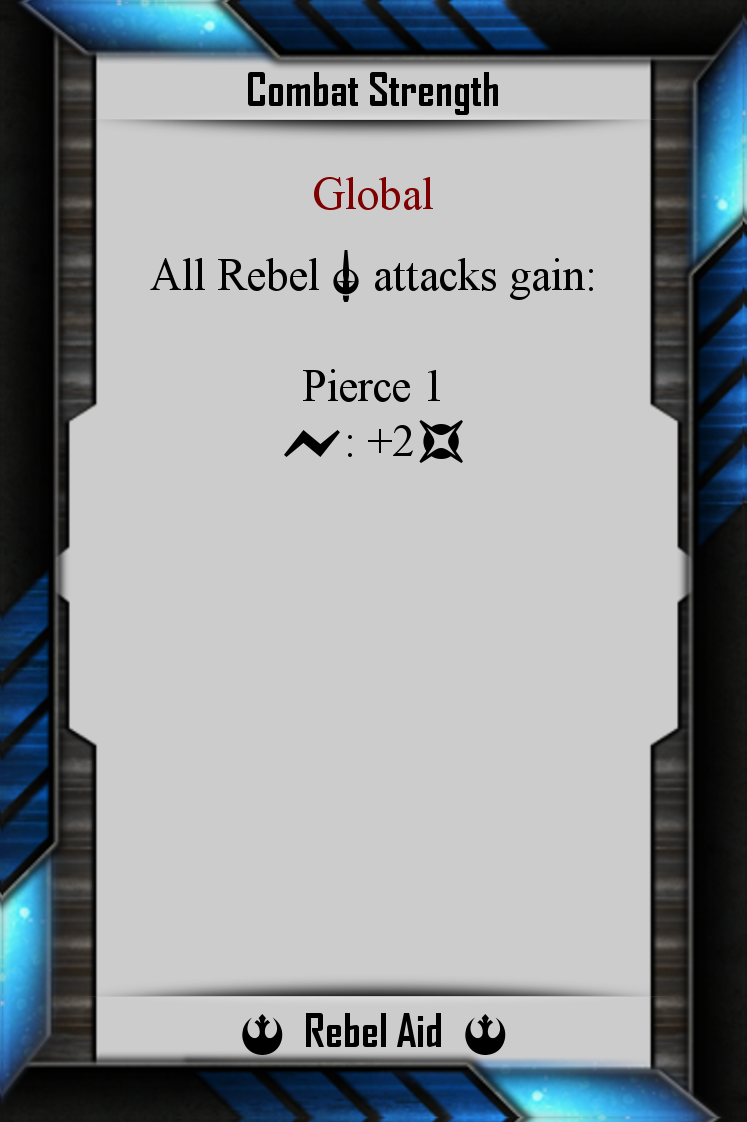 Combat Strength
Global
All Rebel attacks gain:
Pierce 1
: +2
Rebel Aid